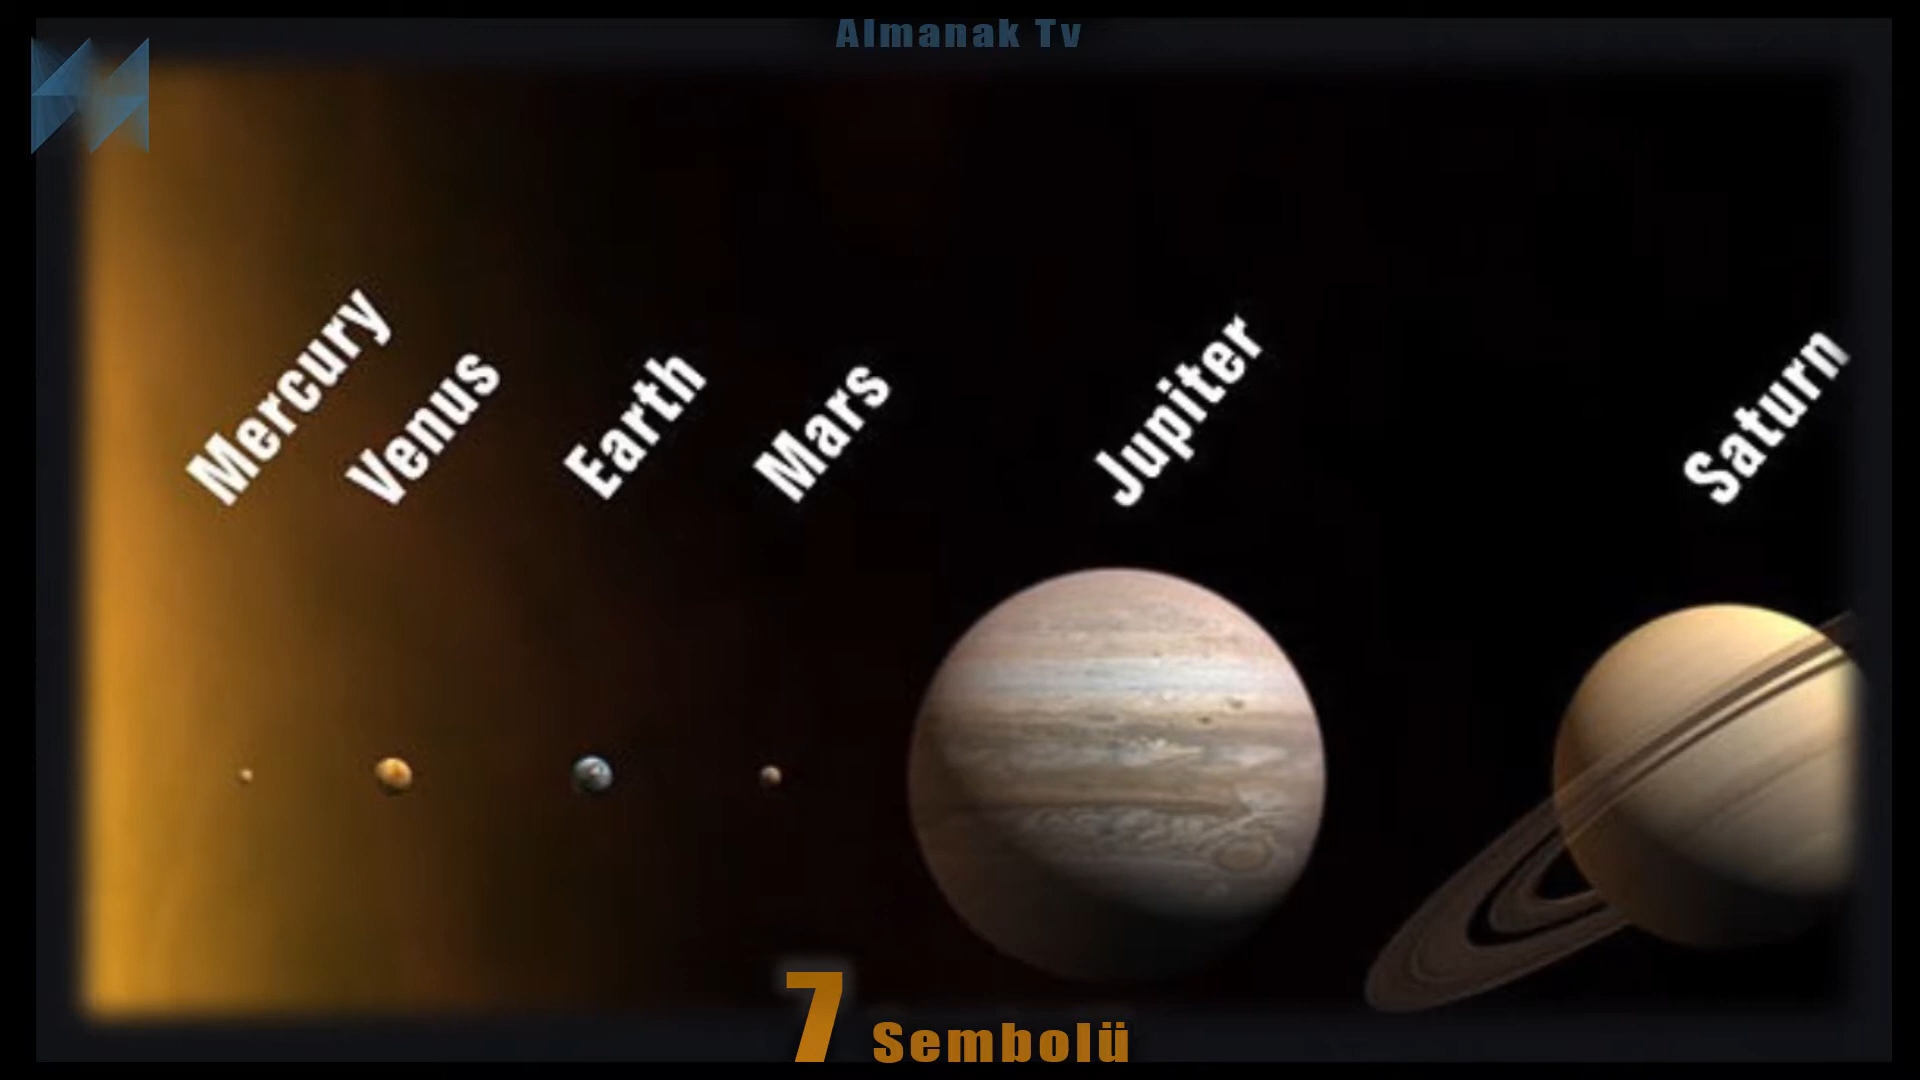 Almanak Tv
Mercury
Venus
Earth
Mars
Jupiter
Saturn
7 Sembolü